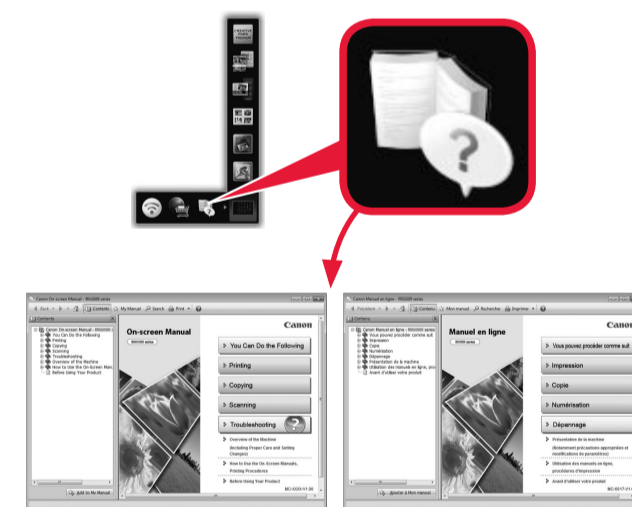 CREATIVE
PARK
PREMIUM
?
Canon On-screen Manual - series
Back
Contents
My Manual
Search
Print
Contents
Canon On-screen Manual - series
You Can Do the Following
Printing
Copying
Scanning
Troubleshooting
Overview of the Machine
How to Use the On-Screen Manuals
Before Using Your Product
Add to My Manual
On-screen Manual
series
Canon
You Can Do the Following
Printing
Copying
Scanning
Troubleshooting
?
Overview of the Machine
(Including Proper Care and Setting
Changes)
How to Use the On-Screen Manuals,
Printing Procedures
Before Using Your Product
Canon Manuel en ligne - series
Précédent
Contenu
Mon manuel
Rechercher
Imprimer
Contenu
Canon Manuel en ligne - series
Vous pouvez procéder comme suit
Impression
Copie
Numérisation
Dépannage
Présentation de la machine
Utilisation des manuels en ligne, proc
Avant d'utiliser votre produit
Ajouter à Mon manuel
Manuel en ligne
series
Canon
Vous pouvez procéder comme suit
Impression
Copie
Numérisation
Dépannage
Présentation de la machine
(Notamment précautions appropriées et
modifications de paramètres)
Utilisation des manuels en ligne,
procédures d'impression
Avant d'utiliser votre produit